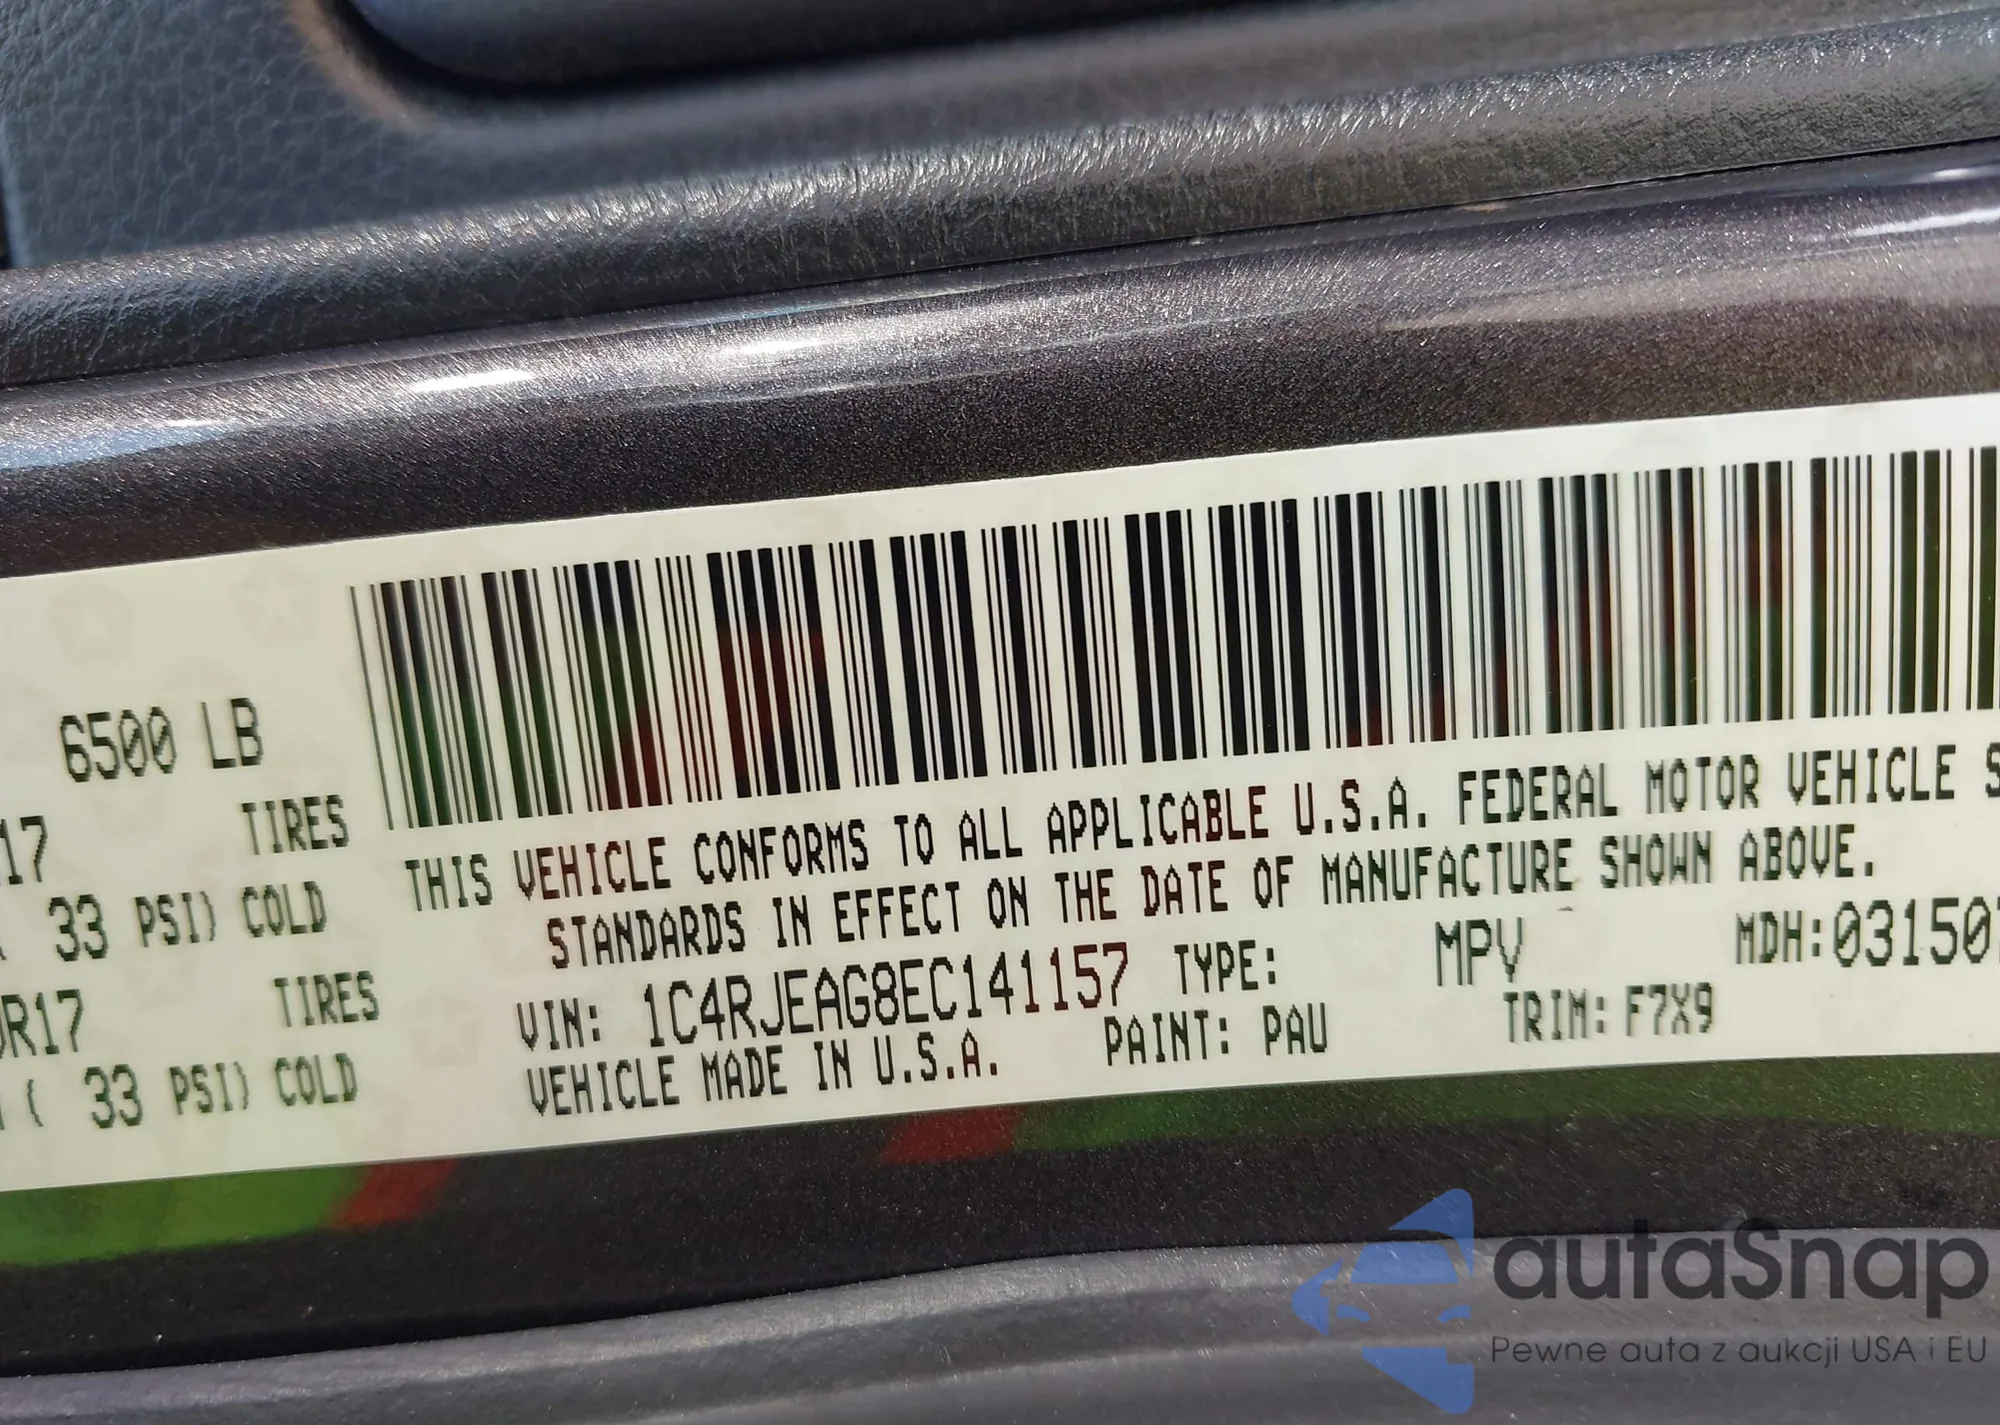 6500 LB
17 TIRES
33 PSI) COLD
R17 TIRES
( 33 PSI) COLD
THIS VEHICLE CONFORMS TO ALL APPLICABLE U.S.A. FEDERAL MOTOR VEHICLE S
STANDARDS IN EFFECT ON THE DATE OF MANUFACTURE SHOWN ABOVE.
VIN: 1C4RJEAG8EC141157 TYPE: MPV MDH:031507
VEHICLE MADE IN U.S.A. PAINT: PAU TRIM: F7X9
autaSnap
Pewne auta z aukcji USA i EU